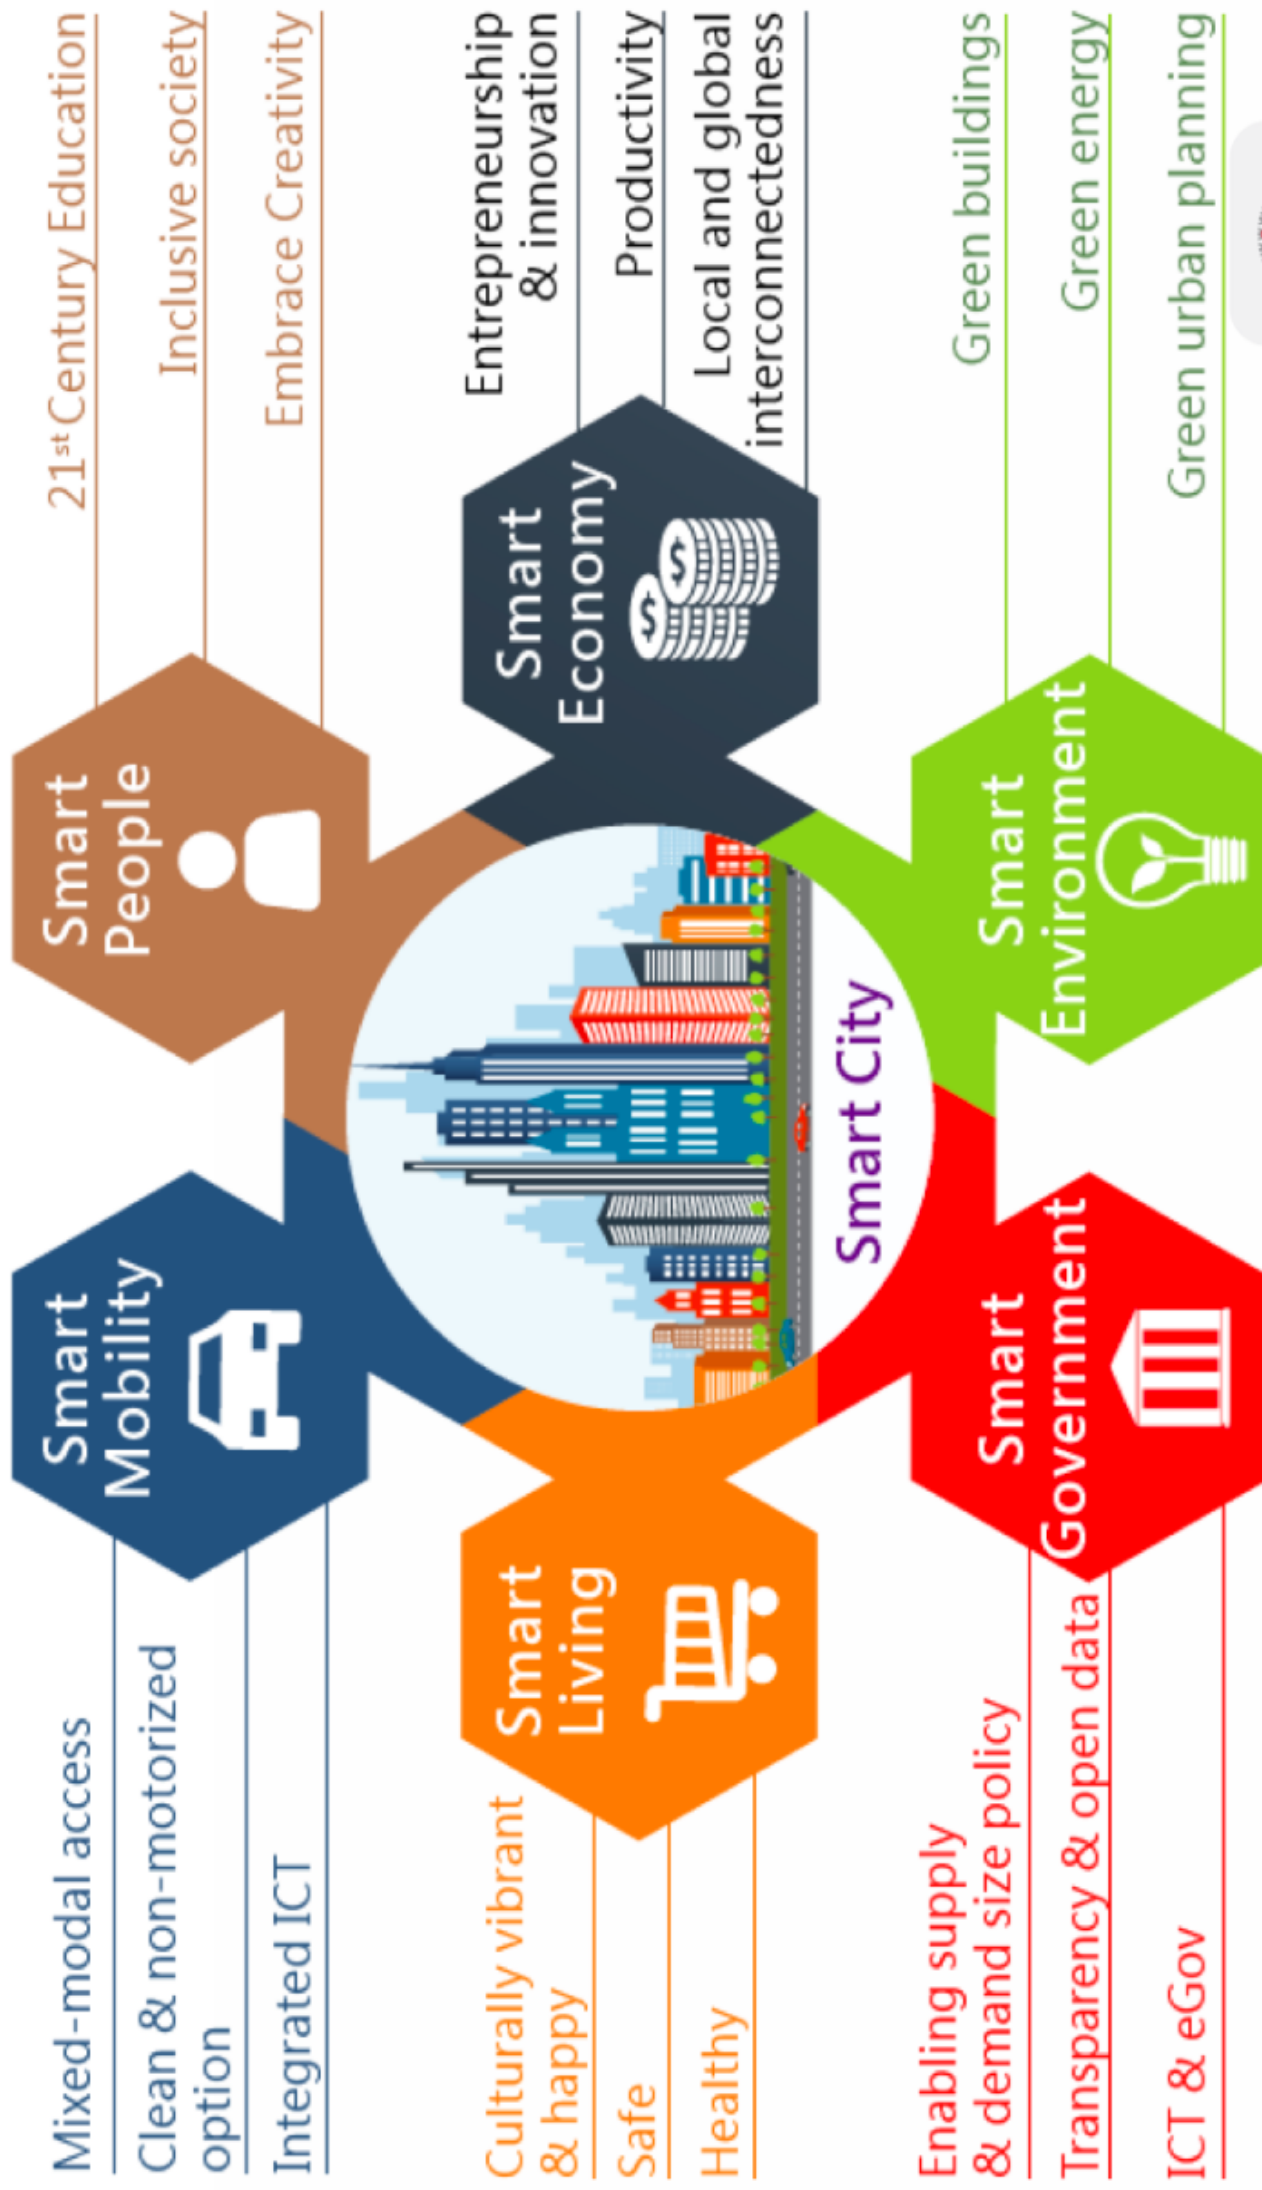 Mixed-modal access
Clean & non-motorized
option
Integrated ICT
Smart
Mobility
Smart
People
21st Century Education
Inclusive society
Embrace Creativity
Culturally vibrant
& happy
Safe
Healthy
Smart
Living
Smart City
Smart
Economy
Entrepreneurship
& innovation
Productivity
Local and global
interconnectedness
Enabling supply
& demand size policy
Transparency & open data
ICT & eGov
Smart
Government
Smart
Environment
Green buildings
Green energy
Green urban planning